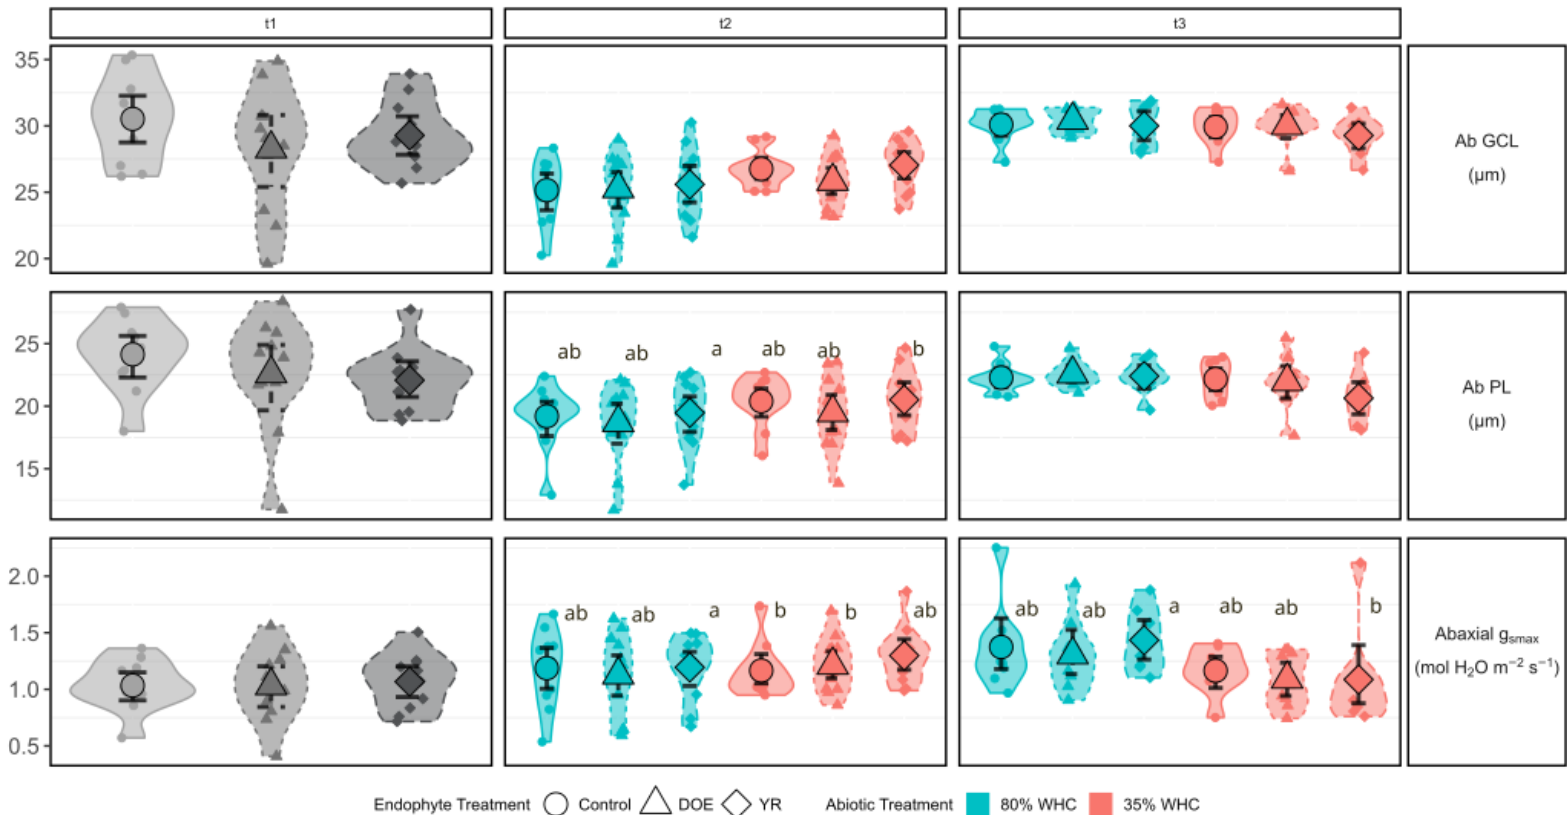 t1 t2 t3
35
30
25
20
Ab GCL
(μm)
25
20
15
ab ab a ab ab b
Ab PL
(μm)
2.0
1.5
1.0
0.5
ab ab a b b ab
ab ab a ab ab b
Abaxial gsmax
(mol H₂O m⁻² s⁻¹)
Endophyte Treatment Control DOE YR Abiotic Treatment 80% WHC 35% WHC